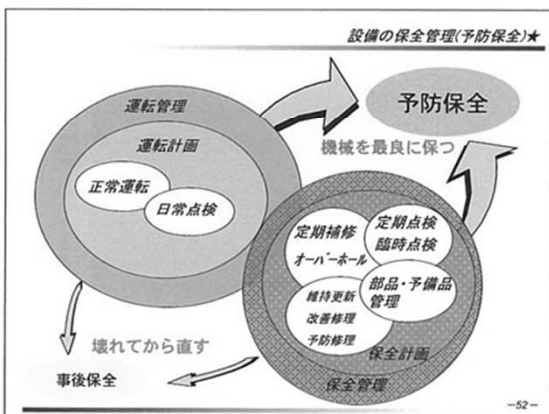 設備の保全管理(予防保全)★
運転管理
運転計画
正常運転
日常点検
予防保全
機械を最良に保つ
定期補修
オーバーホール
定期点検
臨時点検
部品・予備品
管理
維持更新
改善修理
予防修理
保全計画
保全管理
壊れてから直す
事後保全
-52-